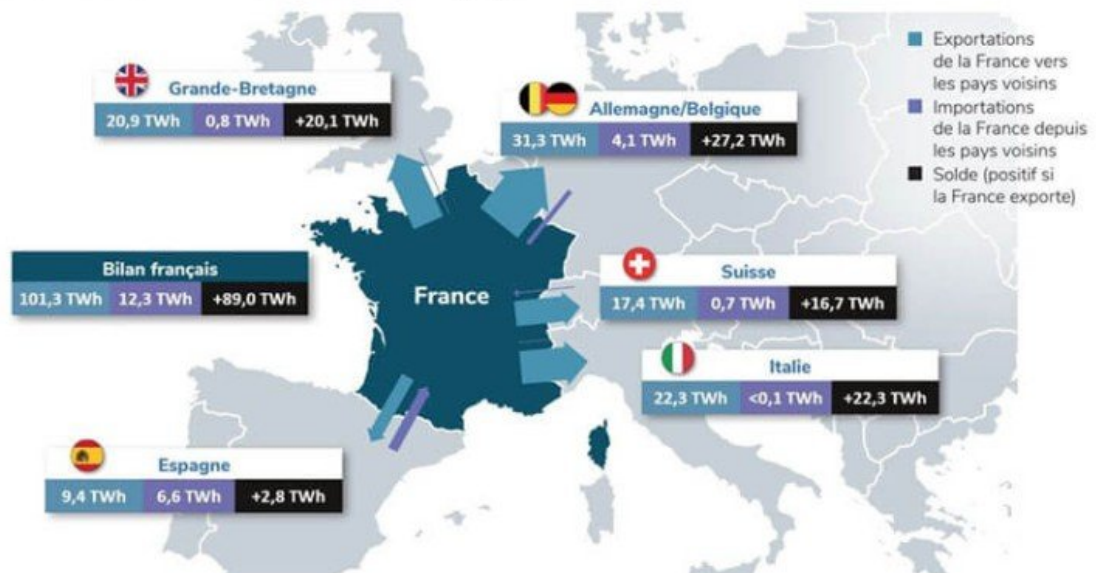 Grande-Bretagne
20,9 TWh 0,8 TWh +20,1 TWh
Allemagne/Belgique
31,3 TWh 4,1 TWh +27,2 TWh
Exportations
de la France vers
les pays voisins
Importations
de la France depuis
les pays voisins
Solde (positif si
la France exporte)
Bilan français
101,3 TWh 12,3 TWh +89,0 TWh
France
Suisse
17,4 TWh 0,7 TWh +16,7 TWh
Italie
22,3 TWh <0,1 TWh +22,3 TWh
Espagne
9,4 TWh 6,6 TWh +2,8 TWh